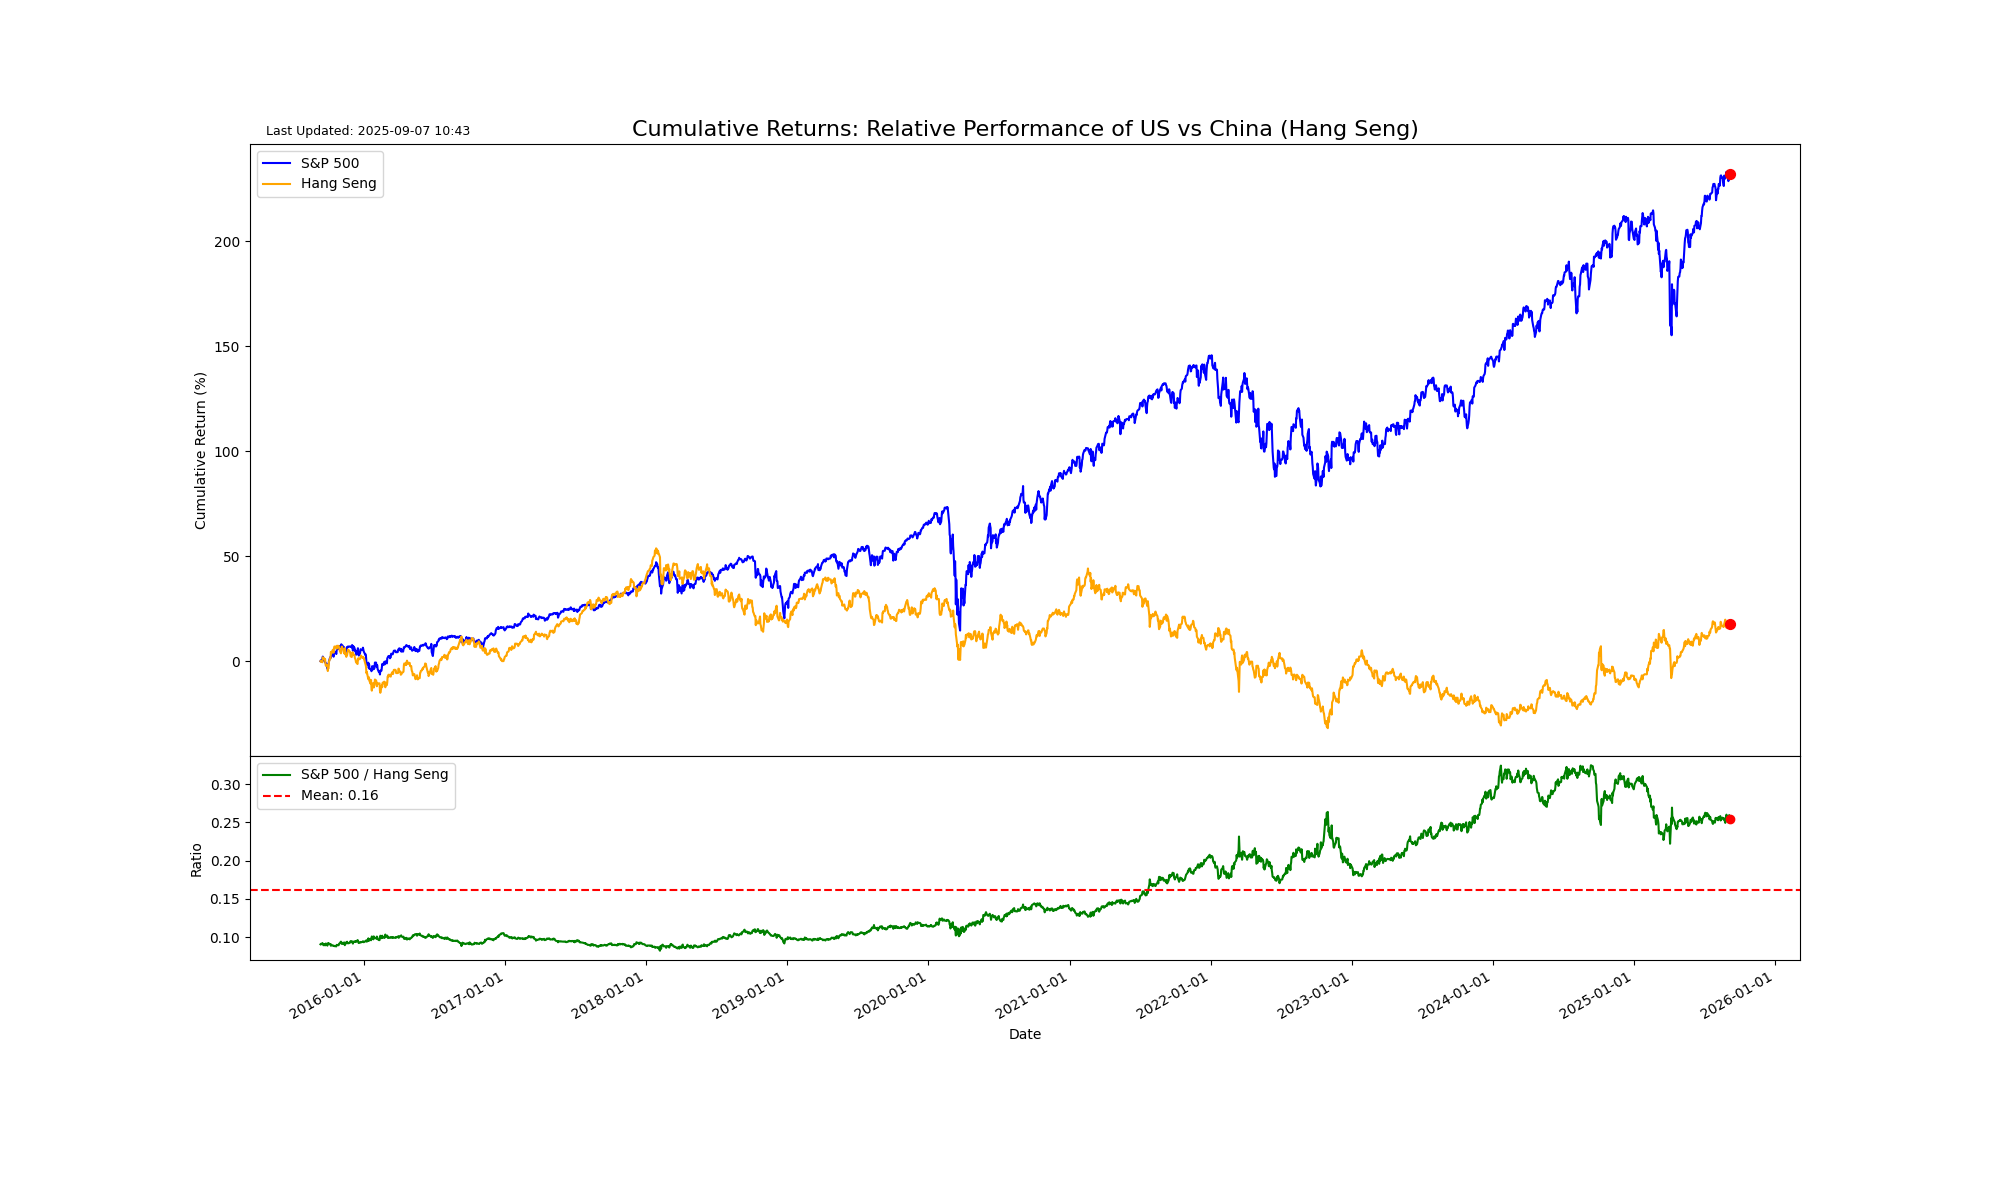 Last Updated: 2025-09-07 10:43
Cumulative Returns: Relative Performance of US vs China (Hang Seng)
S&P 500
Hang Seng
200
150
100
50
0
Cumulative Return (%)
S&P 500 / Hang Seng
Mean: 0.16
0.30
0.25
0.20
0.15
0.10
Ratio
2016-01-01
2017-01-01
2018-01-01
2019-01-01
2020-01-01
2021-01-01
2022-01-01
2023-01-01
2024-01-01
2025-01-01
2026-01-01
Date